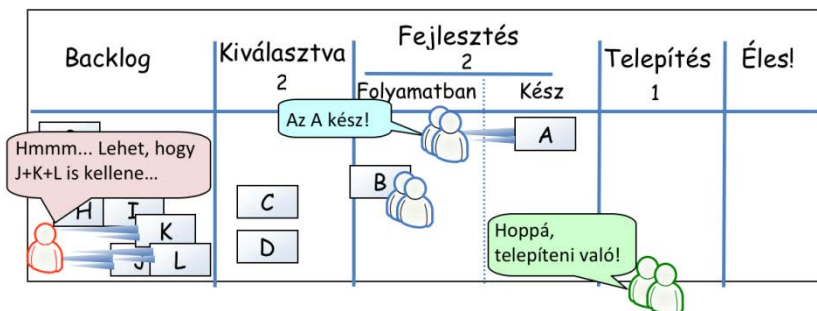 Backlog
Kiválasztva
2
Fejlesztés
2
Folyamatban
Kész
Telepítés
1
Éles!
Az A kész!
A
Hmmm... Lehet, hogy
J+K+L is kellene...
B
H
I
C
K
D
J
L
Hoppá,
telepíteni való!